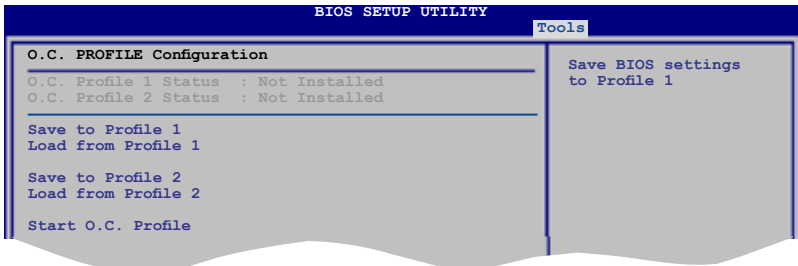 BIOS SETUP UTILITY
Tools
O.C. PROFILE Configuration
O.C. Profile 1 Status : Not Installed
O.C. Profile 2 Status : Not Installed
Save to Profile 1
Load from Profile 1
Save to Profile 2
Load from Profile 2
Start O.C. Profile
Save BIOS settings
to Profile 1